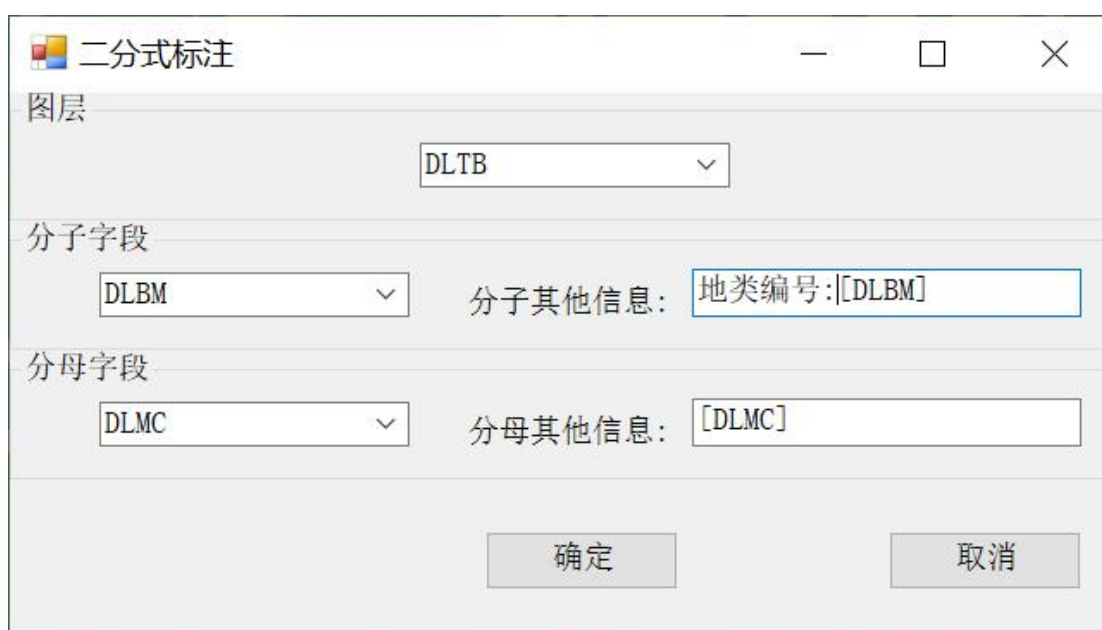 二分式标注
图层
DLTB
分子字段
DLBM 分子其他信息: 地类编号:[DLBM]
分母字段
DLMC 分母其他信息: [DLMC]
确定 取消